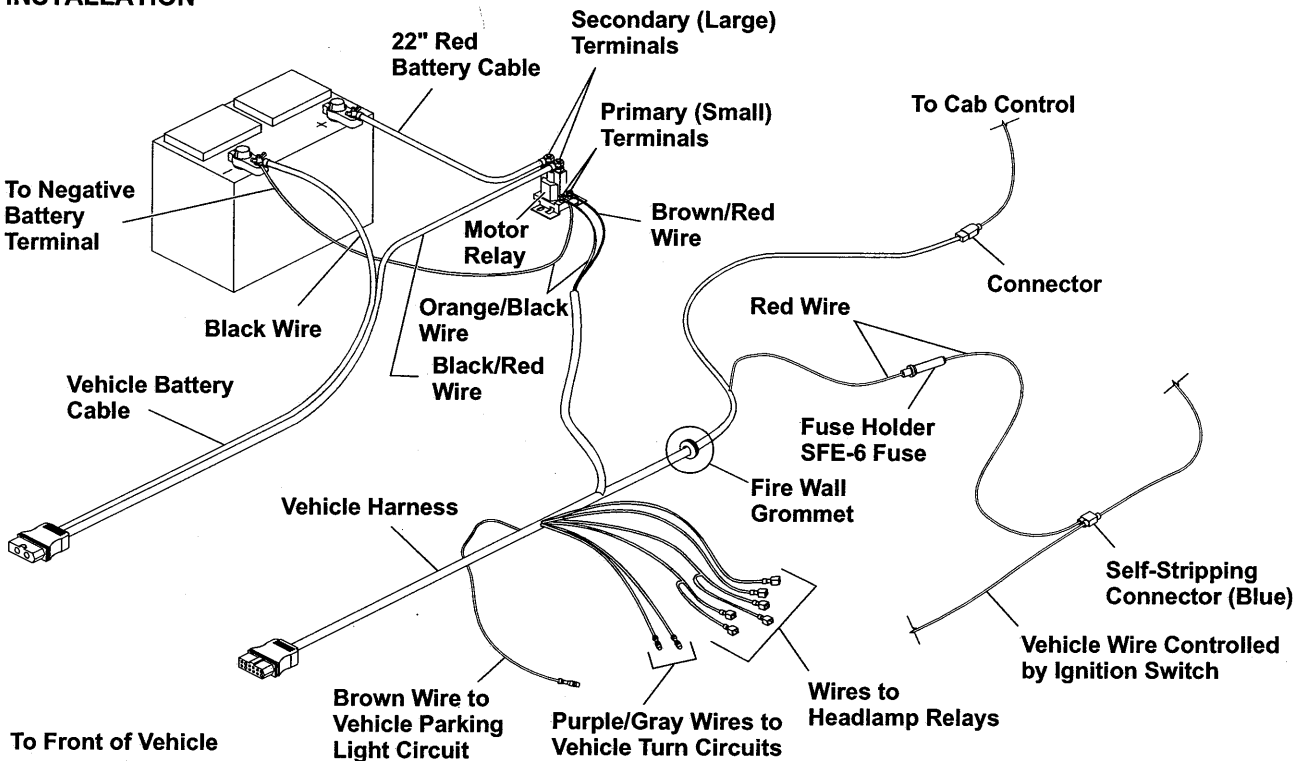 INSTALLATION
Secondary (Large)
Terminals
22" Red
Battery Cable
To Cab Control
Primary (Small)
Terminals
+
-
To Negative
Battery
Terminal
Brown/Red
Wire
Motor
Relay
Connector
Black Wire
Orange/Black
Wire
Red Wire
Black/Red
Wire
Vehicle Battery
Cable
Fuse Holder
SFE-6 Fuse
Fire Wall
Grommet
Vehicle Harness
Self-Stripping
Connector (Blue)
Vehicle Wire Controlled
by Ignition Switch
Wires to
Headlamp Relays
Brown Wire to
Vehicle Parking
Light Circuit
Purple/Gray Wires to
Vehicle Turn Circuits
To Front of Vehicle